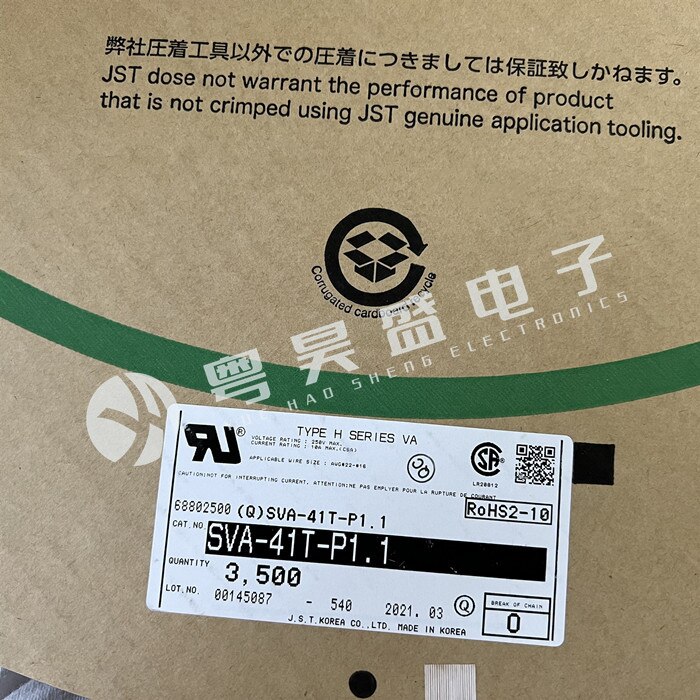 弊社圧着工具以外での圧着につきましては保証致しかねます。
JST dose not warrant the performance of product
that is not crimped using JST genuine application tooling.
Corrugated cardboard recycle
粤昊盛电子
HAO SHENG ELECTRONICS
TYPE H SERIES VA
VOLTAGE RATING : 250V MAX.
CURRENT RATING : 10A MAX.(CSA)
APPLICABLE WIRE SIZE : AWG#22-#16
LR20812
CAUTION:NOT FOR INTERRUPTING CURRENT. ATTENTION:NE PAS EMPLYER POUR LA RUPTURE DE COURANT
68802500 (Q)SVA-41T-P1.1
RoHS2-10
CAT.NO.
SVA-41T-P1.1
QUANTITY
3,500
LOT.NO.
00145087 - 540 2021.03 Q
BREAK OF CHAIN
0
J.S.T.KOREA CO.,LTD. MADE IN KOREA